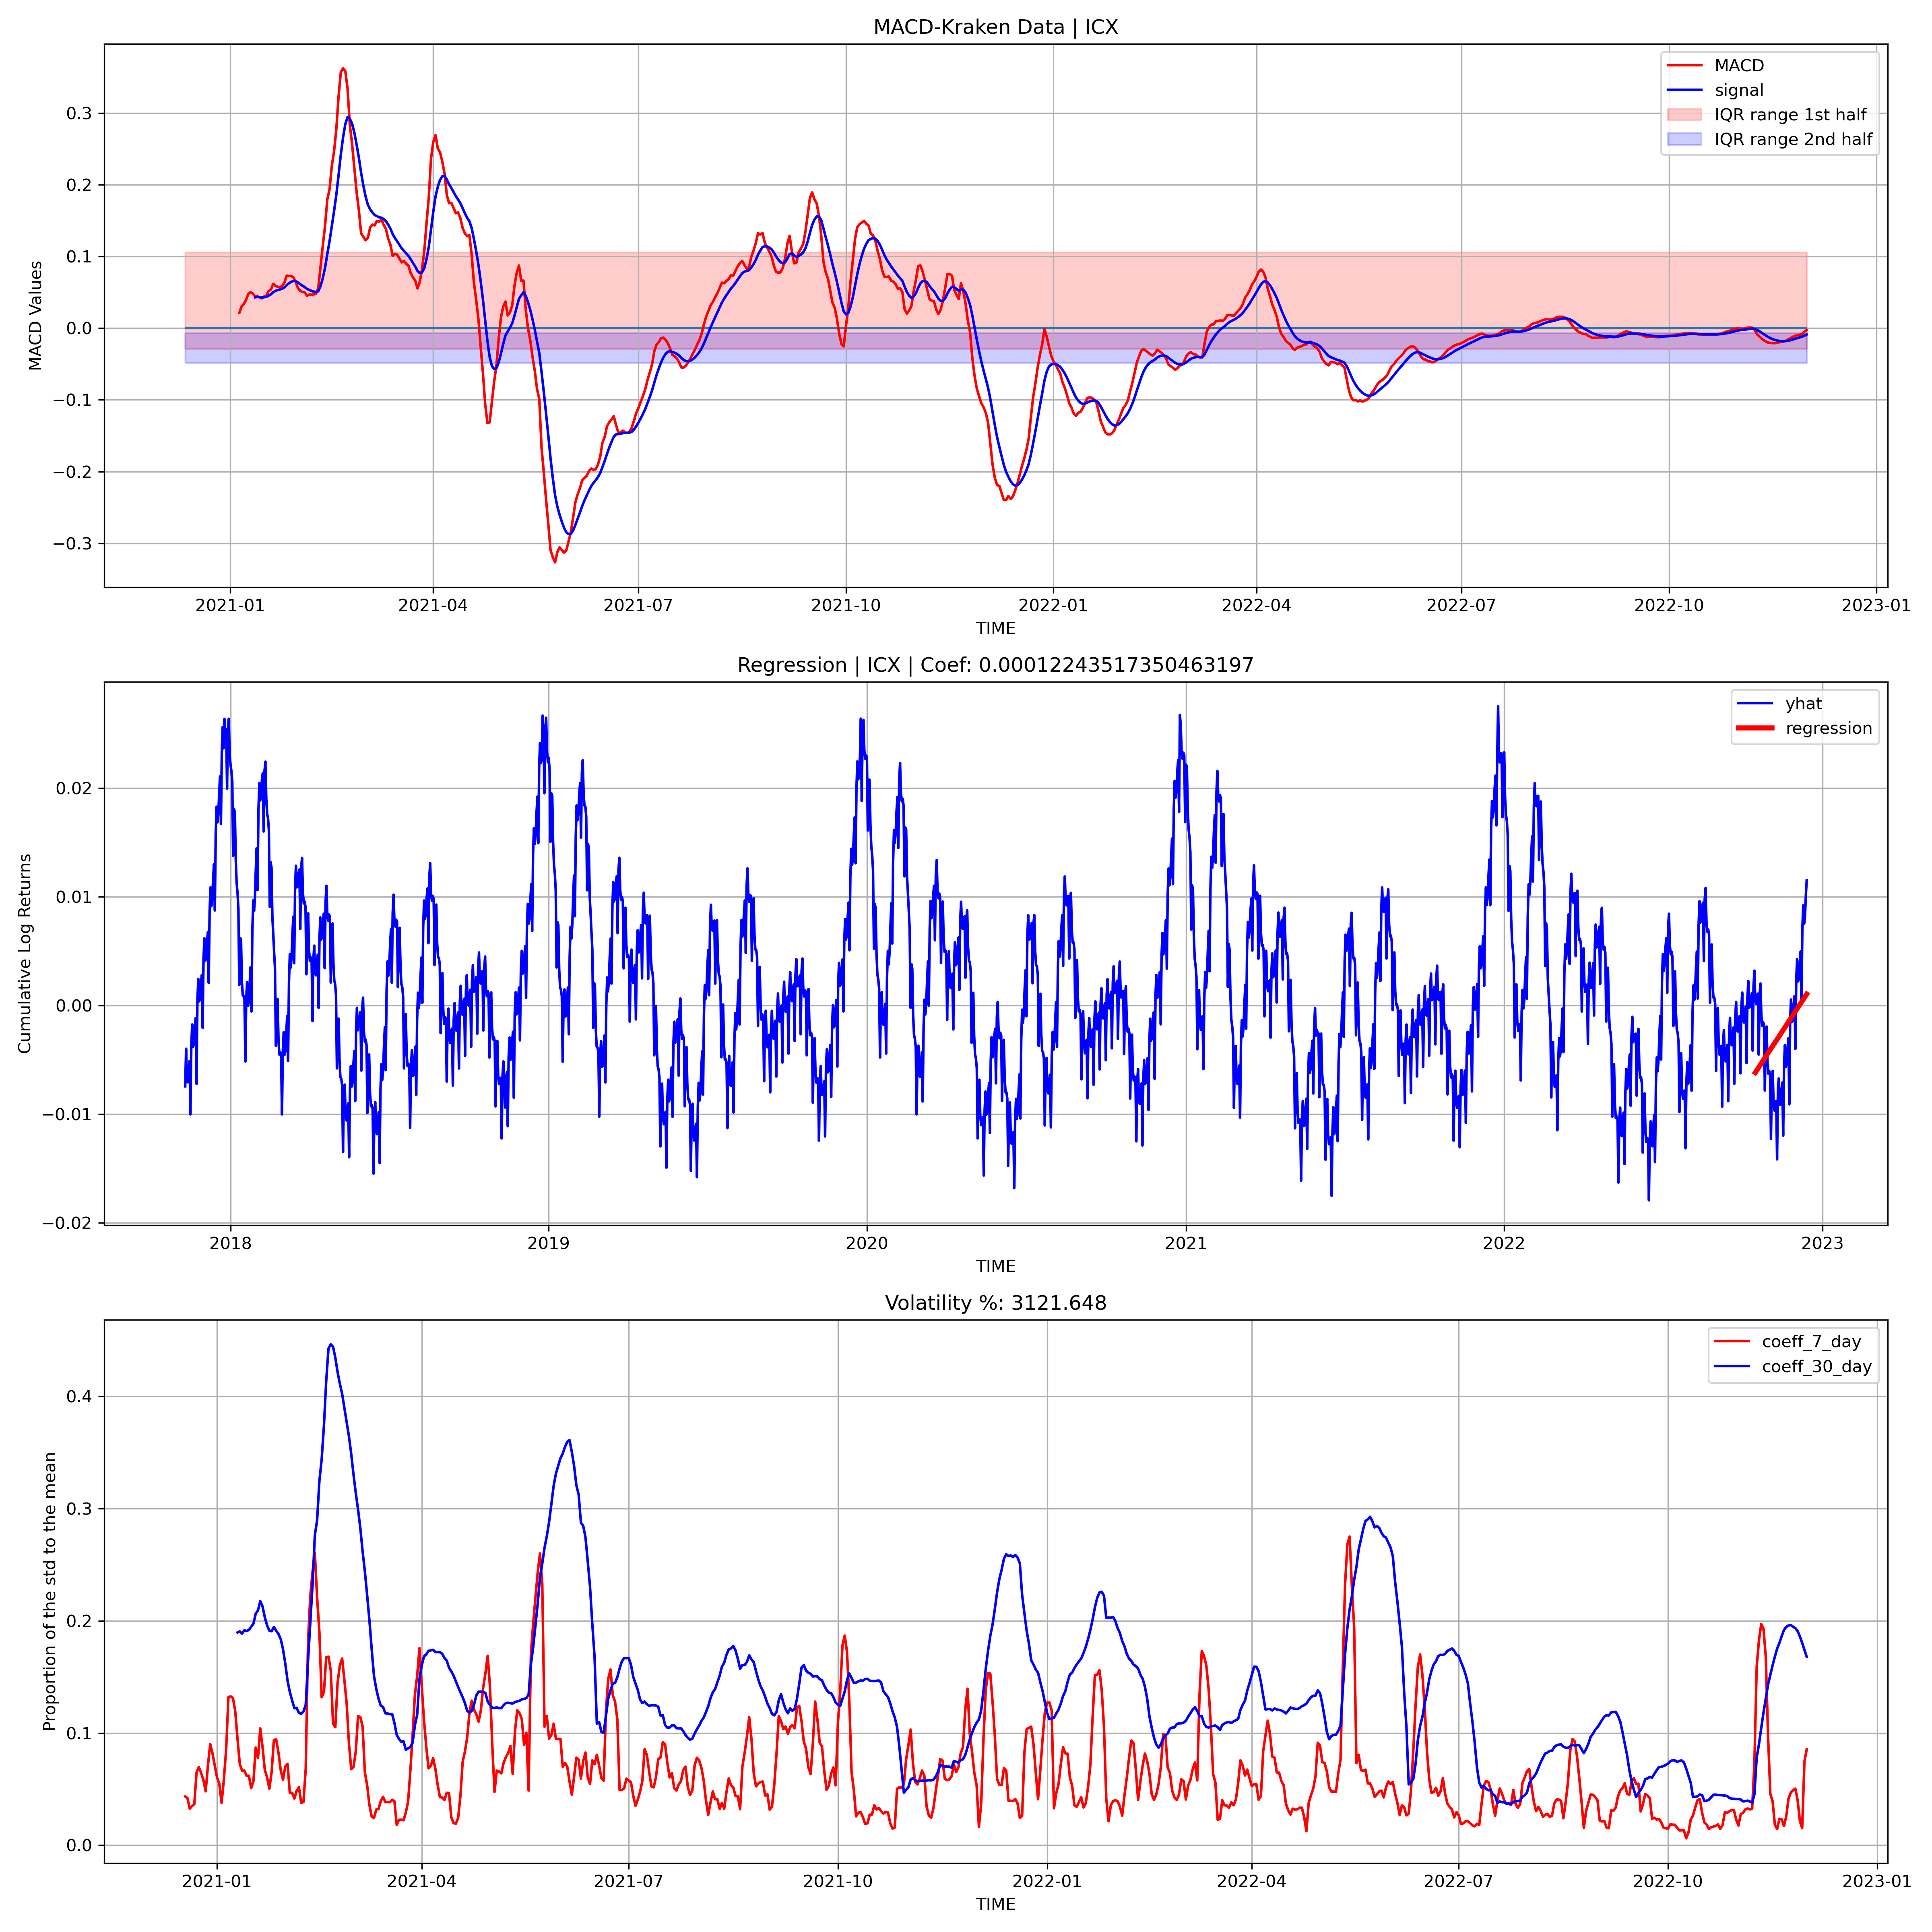 MACD-Kraken Data | ICX
MACD
signal
IQR range 1st half
IQR range 2nd half
0.3
0.2
0.1
0.0
−0.1
−0.2
−0.3
MACD Values
2021-01 2021-04 2021-07 2021-10 2022-01 2022-04 2022-07 2022-10 2023-01
TIME
Regression | ICX | Coef: 0.00012243517350463197
yhat
regression
0.02
0.01
0.00
−0.01
−0.02
Cumulative Log Returns
2018 2019 2020 2021 2022 2023
TIME
Volatility %: 3121.648
coeff_7_day
coeff_30_day
0.4
0.3
0.2
0.1
0.0
Proportion of the std to the mean
2021-01 2021-04 2021-07 2021-10 2022-01 2022-04 2022-07 2022-10 2023-01
TIME